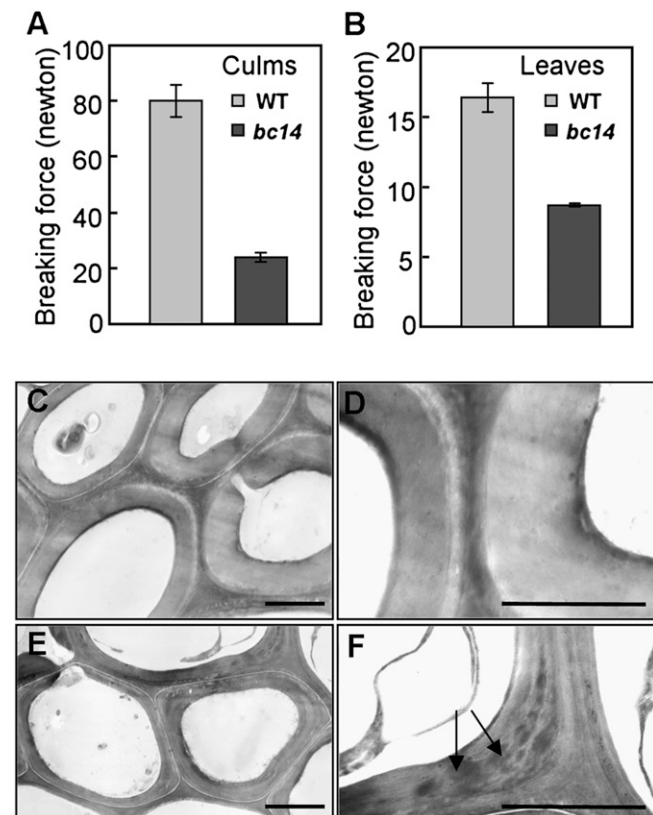 A
Breaking force (newton)
100
80
60
40
20
0
Culms
WT
bc14
B
Breaking force (newton)
20
15
10
5
0
Leaves
WT
bc14
C
D
E
F